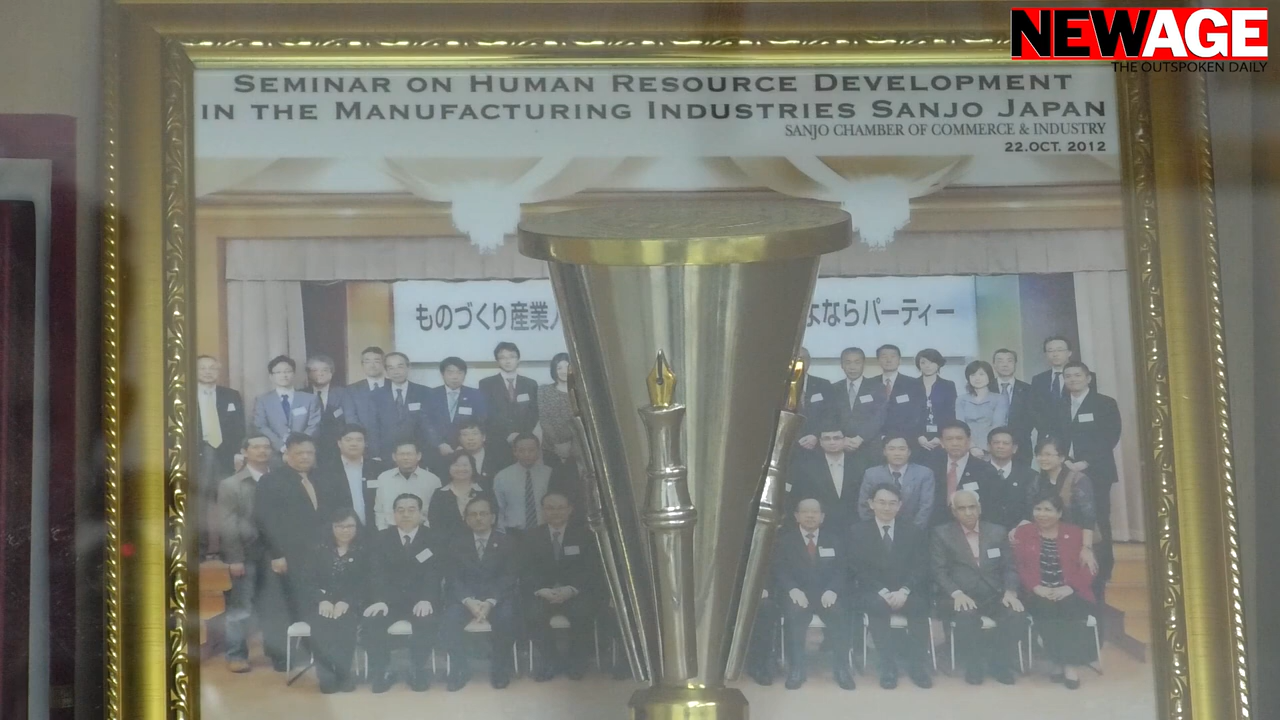 NEWAGE
THE OUTSPOKEN DAILY
SEMINAR ON HUMAN RESOURCE DEVELOPMENT
IN THE MANUFACTURING INDUSTRIES SANJO JAPAN
SANJO CHAMBER OF COMMERCE & INDUSTRY
22.OCT. 2012
ものづくり産業 よならパーティー